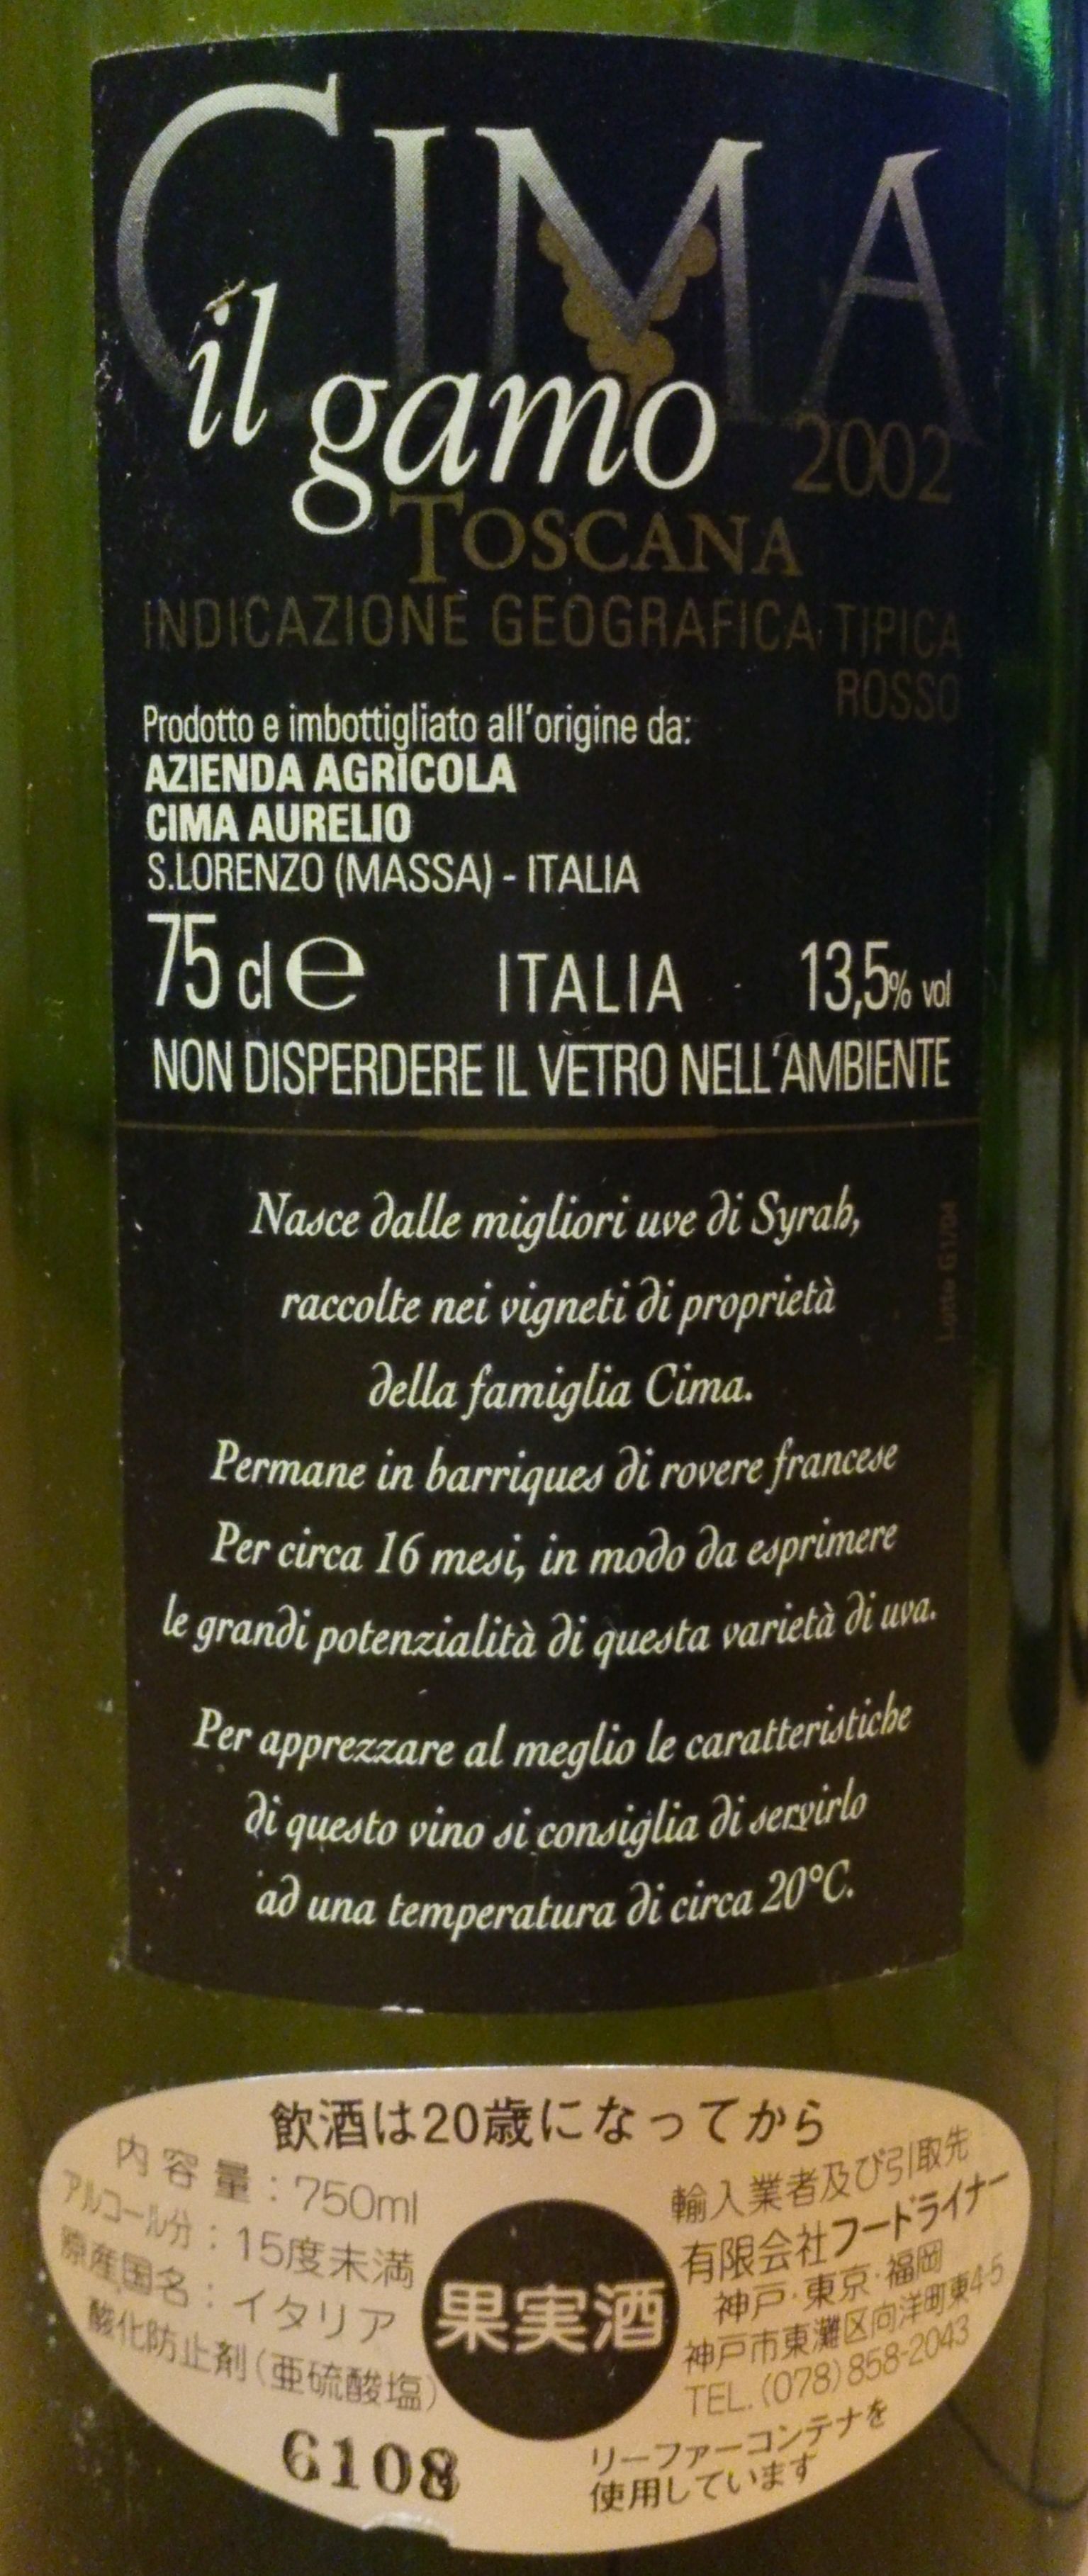 CIMA
il gamo
2002
TOSCANA
INDICAZIONE GEOGRAFICA TIPICA
ROSSO
Prodotto e imbottigliato all'origine da:
AZIENDA AGRICOLA
CIMA AURELIO
S.LORENZO (MASSA) - ITALIA
75 cl e ITALIA 13,5% vol
NON DISPERDERE IL VETRO NELL'AMBIENTE
Nasce dalle migliori uve di Syrah,
raccolte nei vigneti di proprietà
della famiglia Cima.
Permane in barriques di rovere francese
Per circa 16 mesi, in modo da esprimere
le grandi potenzialità di questa varietà di uva.
Per apprezzare al meglio le caratteristiche
di questo vino si consiglia di servirlo
ad una temperatura di circa 20°C.
Lotto G1/04
飲酒は20歳になってから
内容量:750ml
アルコール分:15度未満
原産国名:イタリア
酸化防止剤(亜硫酸塩)
6108
果実酒
輸入業者及び引取先
有限会社フードライナー
神戸・東京・福岡
神戸市東灘区向洋町東4-5
TEL.(078)858-2043
リーファーコンテナを
使用しています